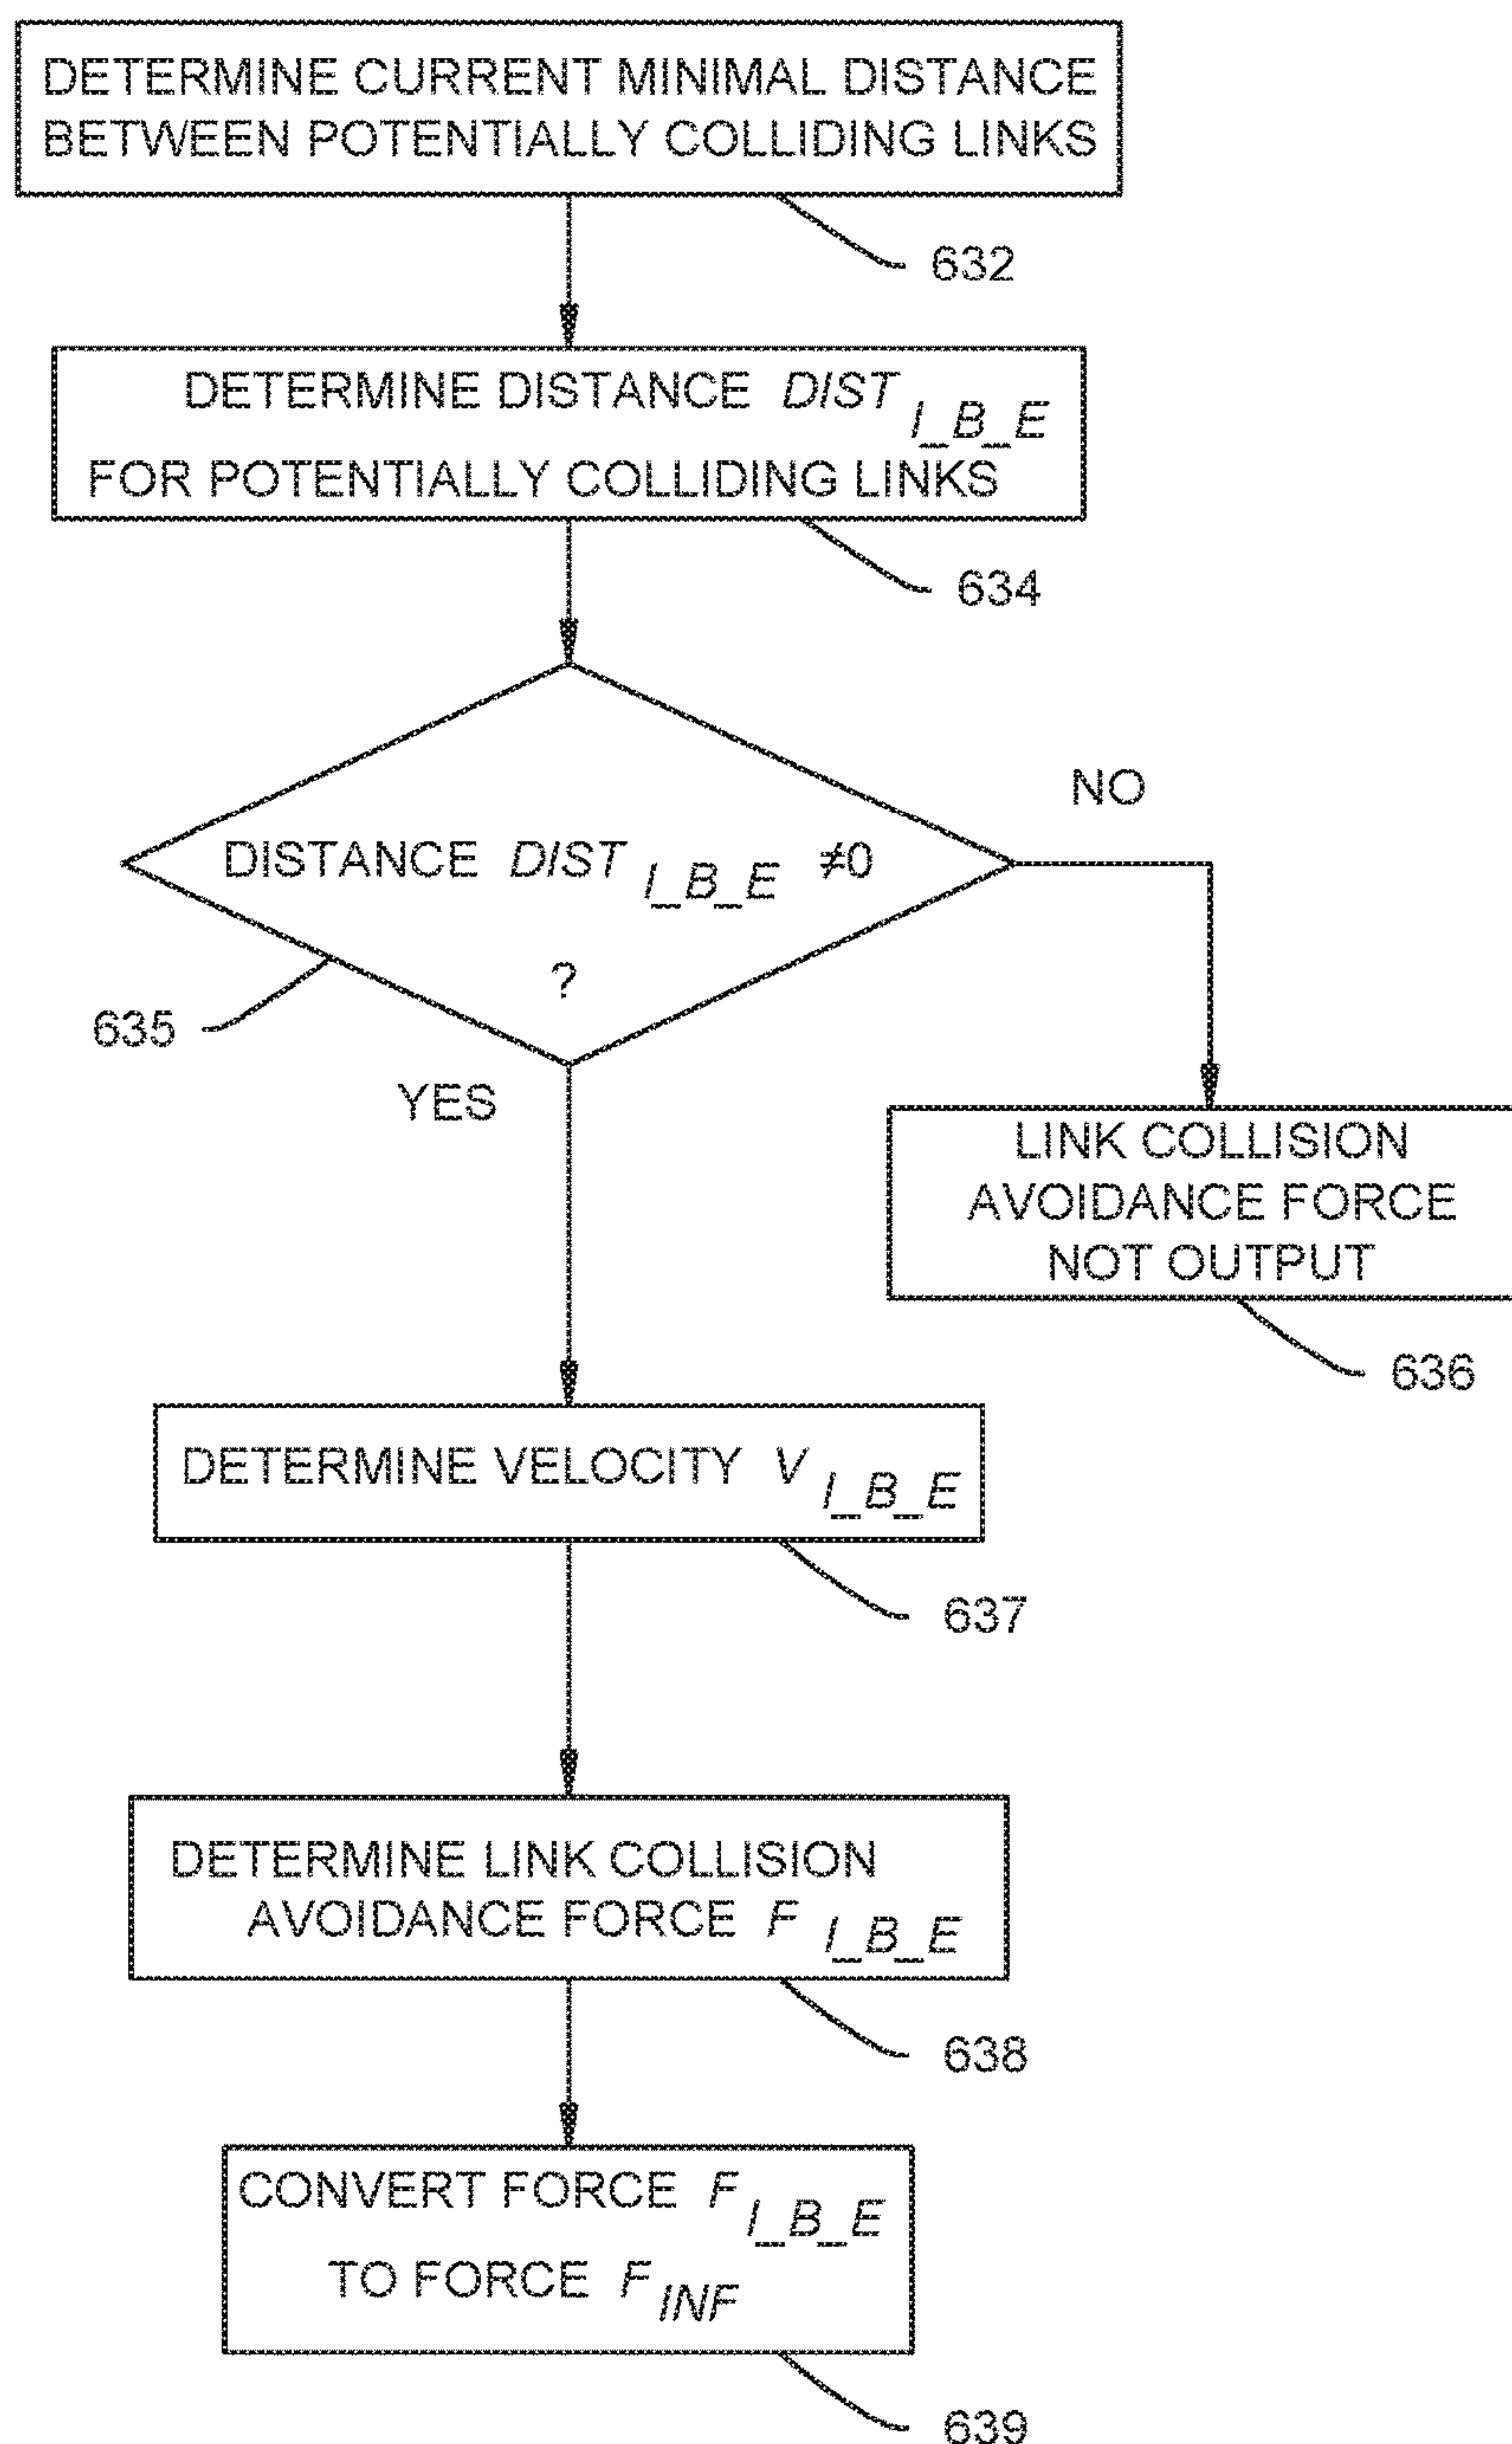 DETERMINE CURRENT MINIMAL DISTANCE
BETWEEN POTENTIALLY COLLIDING LINKS
632
DETERMINE DISTANCE DIST I_B_E
FOR POTENTIALLY COLLIDING LINKS
634
NO
DISTANCE DIST I_B_E ≠0
?
635
YES
LINK COLLISION
AVOIDANCE FORCE
NOT OUTPUT
636
DETERMINE VELOCITY V I_B_E
637
DETERMINE LINK COLLISION
AVOIDANCE FORCE F I_B_E
638
CONVERT FORCE F I_B_E
TO FORCE F INF
639